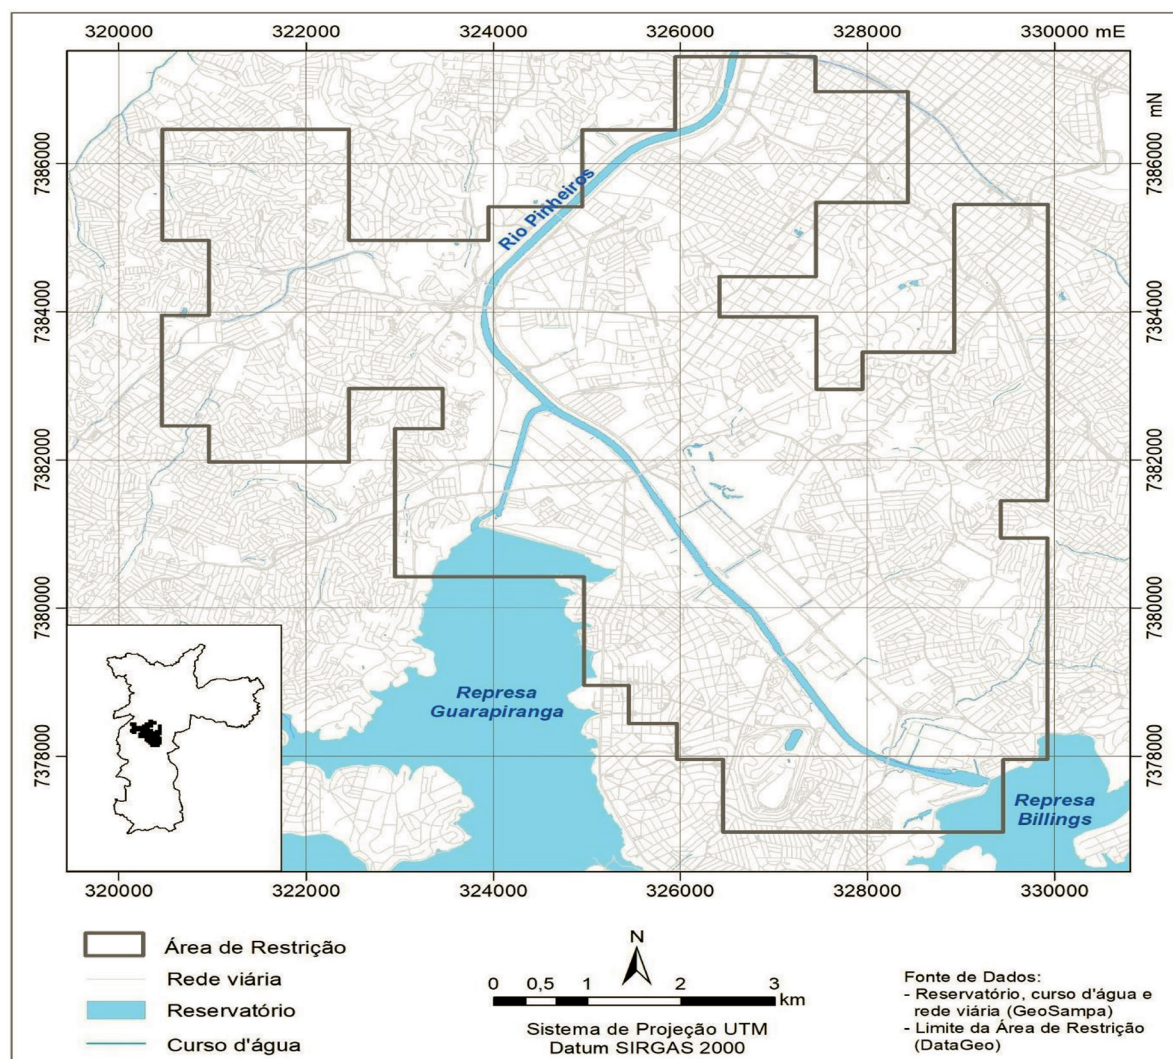 320000 322000 324000 326000 328000 330000 mE
mN
7386000 7386000
Rio Pinheiros
7384000 7384000
7382000 7382000
7380000 7380000
Represa
Guarapiranga
7378000 7378000
Represa
Billings
320000 322000 324000 326000 328000 330000
Área de Restrição
Rede viária
Reservatório
Curso d'água
N
0 0,5 1 2 3
km
Sistema de Projeção UTM
Datum SIRGAS 2000
Fonte de Dados:
- Reservatório, curso d'água e
rede viária (GeoSampa)
- Limite da Área de Restrição
(DataGeo)